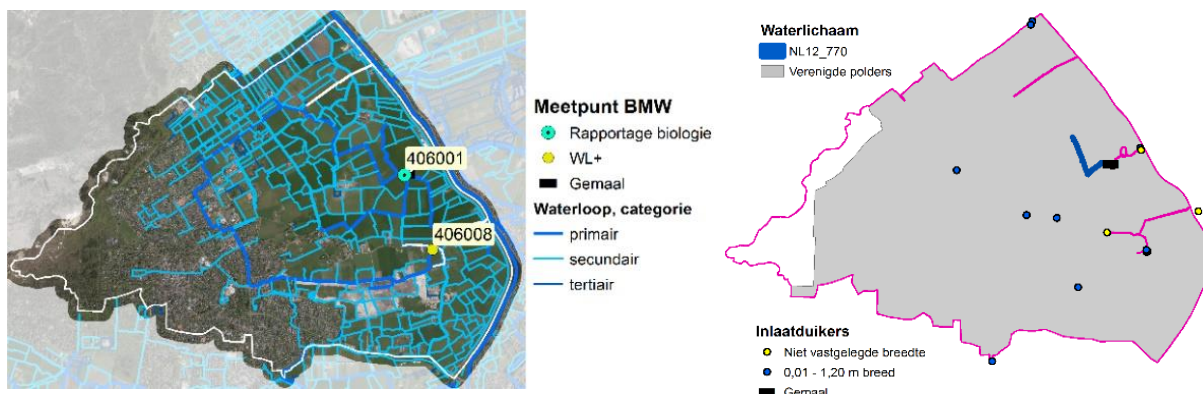 406001
406008
Meetpunt BMW
Rapportage biologie
WL+
Gemaal
Waterloop, categorie
primair
secundair
tertiair
Waterlichaam
NL12_770
Verenigde polders
Inlaatduikers
Niet vastgelegde breedte
0,01 - 1,20 m breed
Gemaal